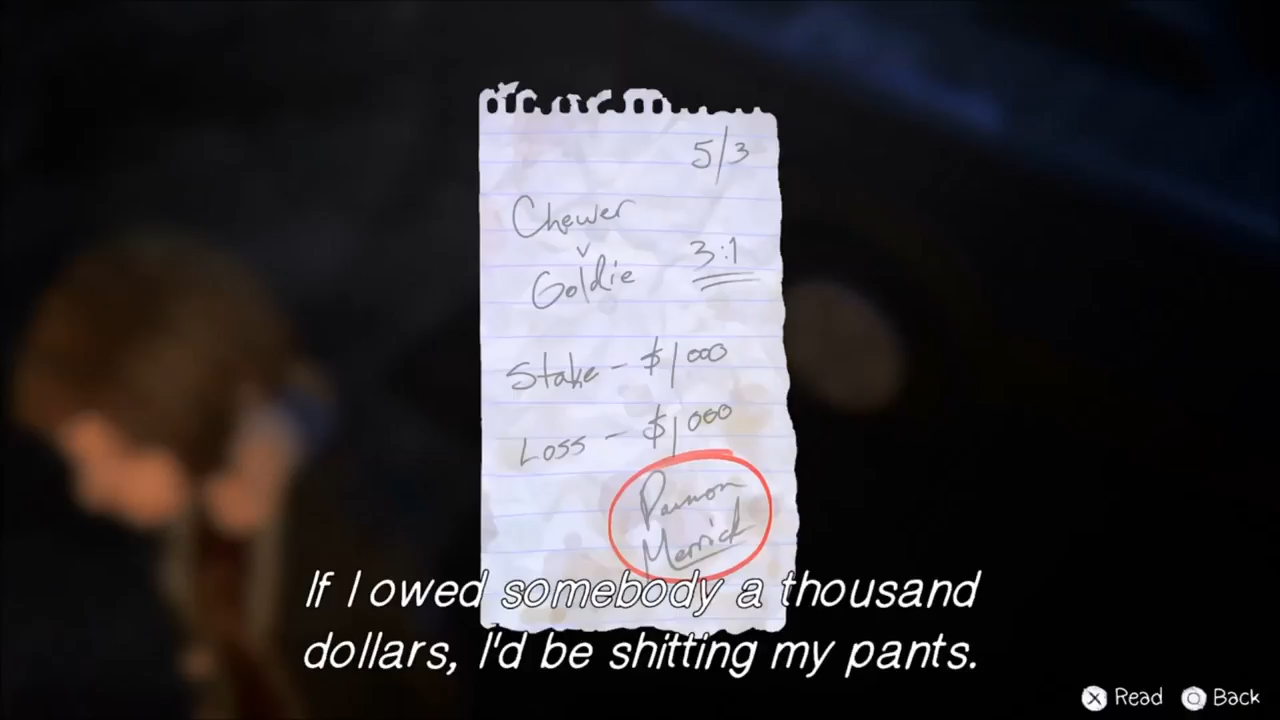 5/3
Chewer
v
Goldie 3:1
Stake - $1000
Loss - $1000
Damon
Merrick
If I owed somebody a thousand
dollars, I'd be shitting my pants.
Read Back